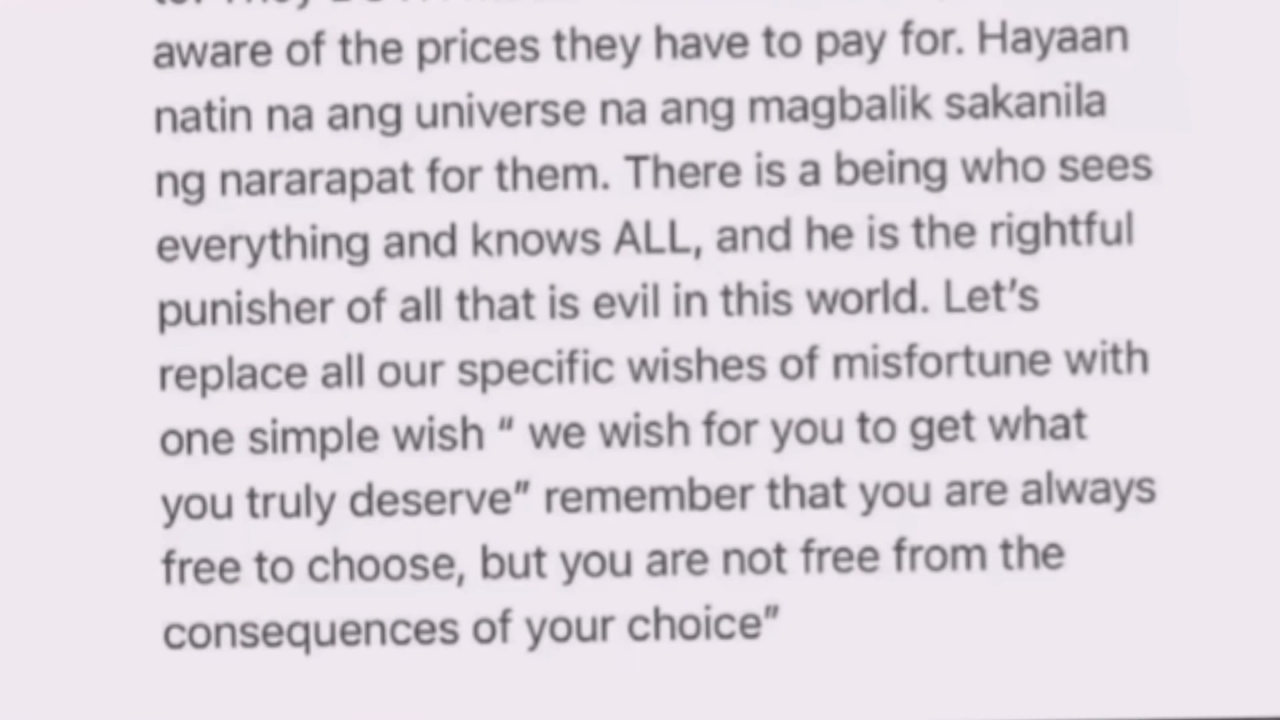 aware of the prices they have to pay for. Hayaan
natin na ang universe na ang magbalik sakanila
ng nararapat for them. There is a being who sees
everything and knows ALL, and he is the rightful
punisher of all that is evil in this world. Let's
replace all our specific wishes of misfortune with
one simple wish “ we wish for you to get what
you truly deserve” remember that you are always
free to choose, but you are not free from the
consequences of your choice”